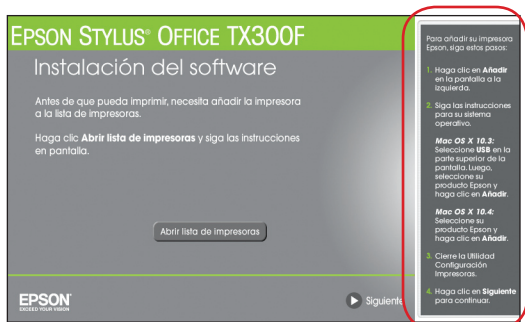 EPSON STYLUS® OFFICE TX300F
Instalación del software
Antes de que pueda imprimir, necesita añadir la impresora
a la lista de impresoras.
Haga clic Abrir lista de impresoras y siga las instrucciones
en pantalla.
Abrir lista de impresoras
EPSON®
EXCEED YOUR VISION
Siguiente
Para añadir su impresora
Epson, siga estos pasos:
1. Haga clic en Añadir
en la pantalla a la
izquierda.
2. Siga las instrucciones
para su sistema
operativo.
Mac OS X 10.3:
Seleccione USB en la
parte superior de la
pantalla. Luego,
seleccione su
producto Epson y
haga clic en Añadir.
Mac OS X 10.4:
Seleccione su
producto Epson y
haga clic en Añadir.
3. Cierre la Utilidad
Configuración
Impresoras.
4. Haga clic en Siguiente
para continuar.